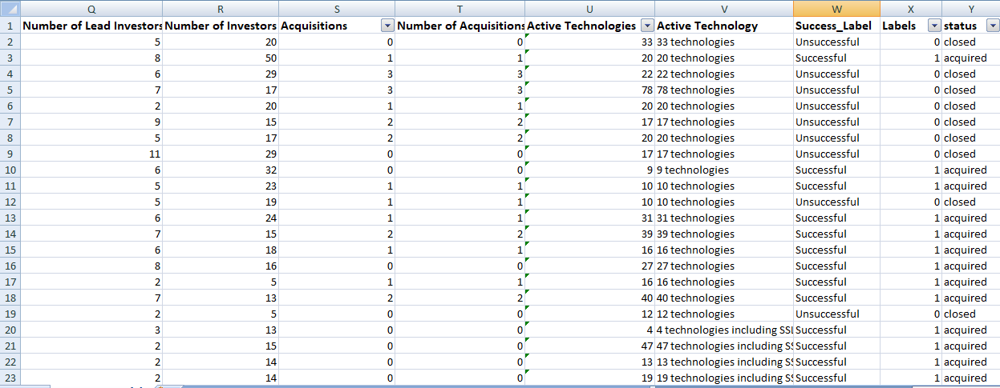 Q R S T U V W X Y
1 Number of Lead Investors Number of Investors Acquisitions Number of Acquisitions Active Technologies Active Technology Success_Label Labels status
2 5 20 0 0 33 33 technologies Unsuccessful 0 closed
3 8 50 1 1 20 20 technologies Successful 1 acquired
4 6 29 3 3 22 22 technologies Unsuccessful 0 closed
5 7 17 3 3 78 78 technologies Unsuccessful 0 closed
6 2 20 1 1 20 20 technologies Unsuccessful 0 closed
7 9 15 2 2 17 17 technologies Unsuccessful 0 closed
8 5 17 2 2 20 20 technologies Unsuccessful 0 closed
9 11 29 0 0 17 17 technologies Unsuccessful 0 closed
10 6 32 0 0 9 9 technologies Successful 1 acquired
11 5 23 1 1 10 10 technologies Successful 1 acquired
12 5 19 1 1 10 10 technologies Unsuccessful 0 closed
13 6 24 1 1 31 31 technologies Successful 1 acquired
14 7 15 2 2 39 39 technologies Successful 1 acquired
15 6 18 1 1 16 16 technologies Successful 1 acquired
16 8 16 0 0 27 27 technologies Successful 1 acquired
17 2 5 1 1 16 16 technologies Successful 1 acquired
18 7 13 2 2 40 40 technologies Successful 1 acquired
19 2 5 0 0 12 12 technologies Unsuccessful 0 closed
20 3 13 0 0 4 4 technologies including Successful 1 acquired
21 2 15 0 0 47 47 technologies including Successful 1 acquired
22 2 14 0 0 13 13 technologies including Successful 1 acquired
23 2 14 0 0 19 19 technologies including Successful 1 acquired